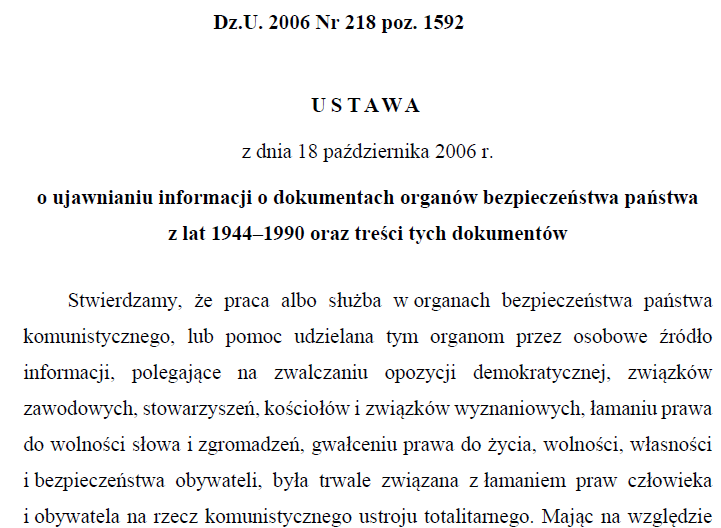 Dz.U. 2006 Nr 218 poz. 1592
USTAWA
z dnia 18 października 2006 r.
o ujawnianiu informacji o dokumentach organów bezpieczeństwa państwa
z lat 1944–1990 oraz treści tych dokumentów
Stwierdzamy, że praca albo służba w organach bezpieczeństwa państwa
komunistycznego, lub pomoc udzielana tym organom przez osobowe źródło
informacji, polegające na zwalczaniu opozycji demokratycznej, związków
zawodowych, stowarzyszeń, kościołów i związków wyznaniowych, łamaniu prawa
do wolności słowa i zgromadzeń, gwałceniu prawa do życia, wolności, własności
i bezpieczeństwa obywateli, była trwale związana z łamaniem praw człowieka
i obywatela na rzecz komunistycznego ustroju totalitarnego. Mając na względzie